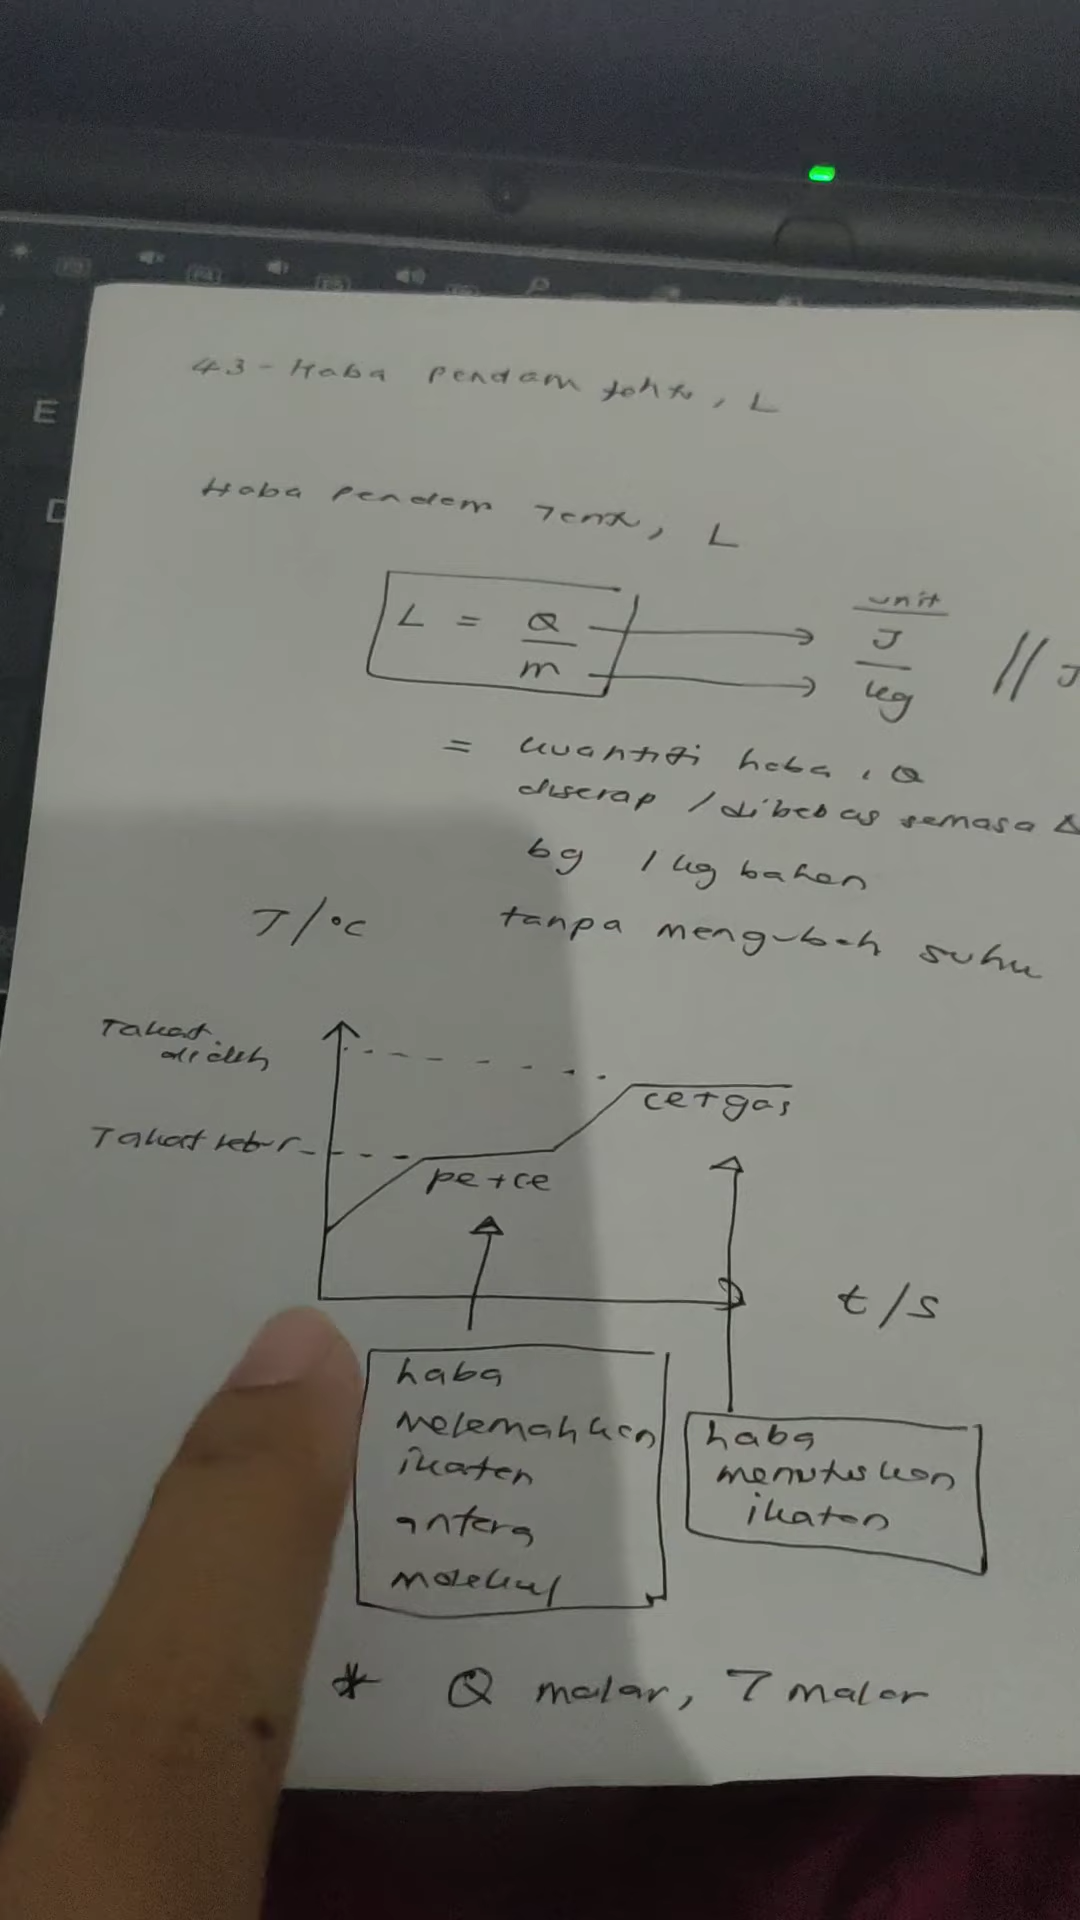 4.3 - Haba pendam tentu, L
Haba pendam Tentu, L
L = Q
m
unit
J
kg
// J
= kuantiti haba, Q
diserap / dibebas semasa Δ
bg 1 kg bahan
tanpa mengubah suhu
T/°C
Takat
didih
Takat lebur
pe+ce
ce+gas
t/s
haba
melemahkan
ikatan
antara
molekul
haba
memutuskan
ikatan
* Q malar, T malar
E
D